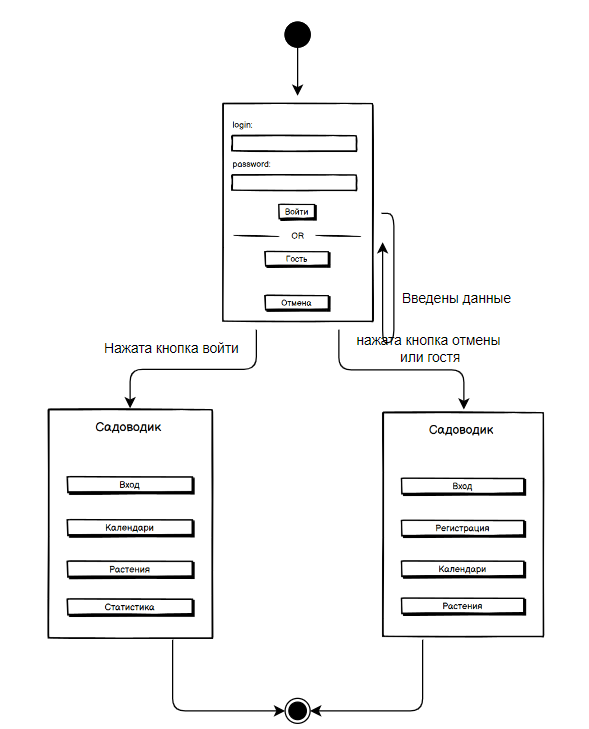 login:
password:
Войти
OR
Гость
Отмена
Введены данные
Нажата кнопка войти
нажата кнопка отмены
или гостя
Садоводик
Вход
Календари
Растения
Статистика
Садоводик
Вход
Регистрация
Календари
Растения